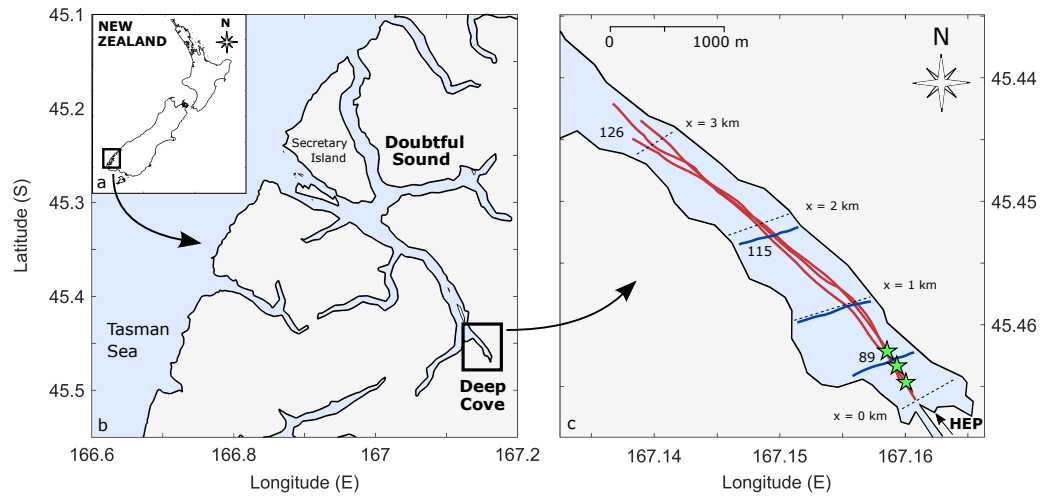 NEW
ZEALAND
N
a
45.1
45.2
45.3
45.4
45.5
Latitude (S)
Secretary
Island
Doubtful
Sound
Tasman
Sea
Deep
Cove
b
166.6
166.8
167
167.2
Longitude (E)
0
1000 m
N
x = 3 km
126
x = 2 km
115
x = 1 km
89
x = 0 km
HEP
c
45.44
45.45
45.46
167.14
167.15
167.16
Longitude (E)